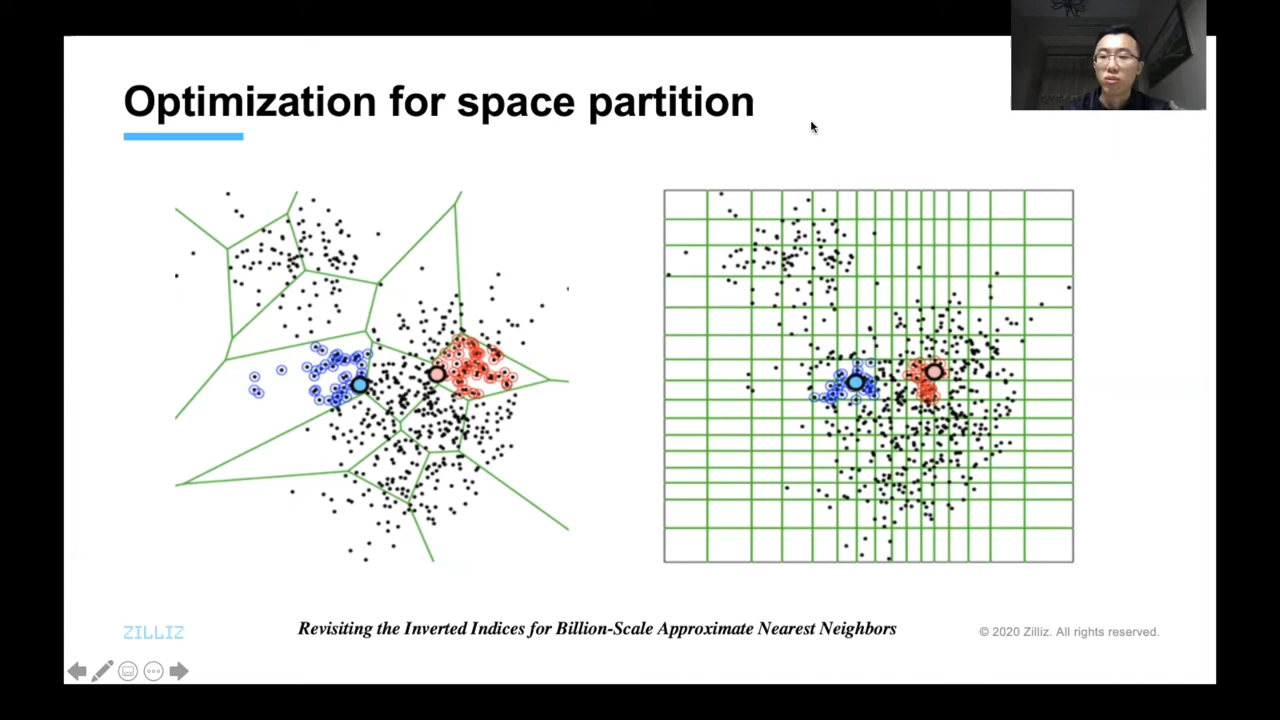 Optimization for space partition
ZILLIZ
Revisiting the Inverted Indices for Billion-Scale Approximate Nearest Neighbors
© 2020 Zilliz. All rights reserved.